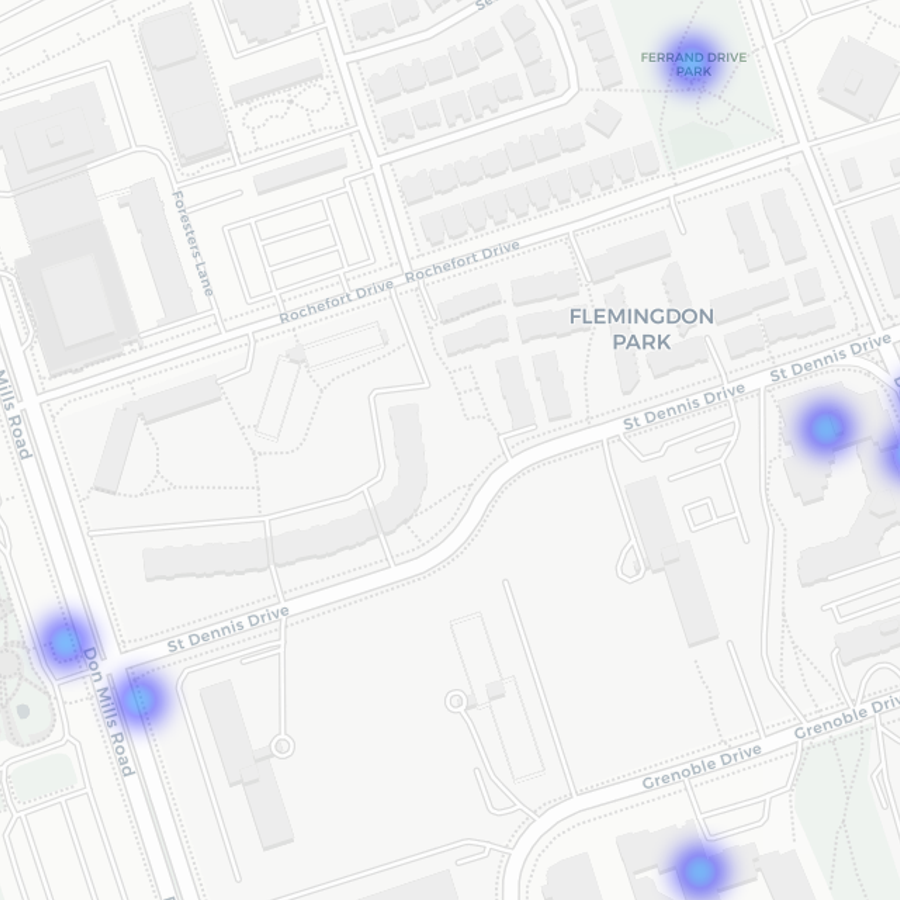 FERRAND DRIVE
PARK
Foresters Lane
Rochefort Drive
Rochefort Drive
FLEMINGDON
PARK
St Dennis Drive
St Dennis Drive
Mills Road
St Dennis Drive
Don Mills Road
Grenoble Drive
Grenoble Driv